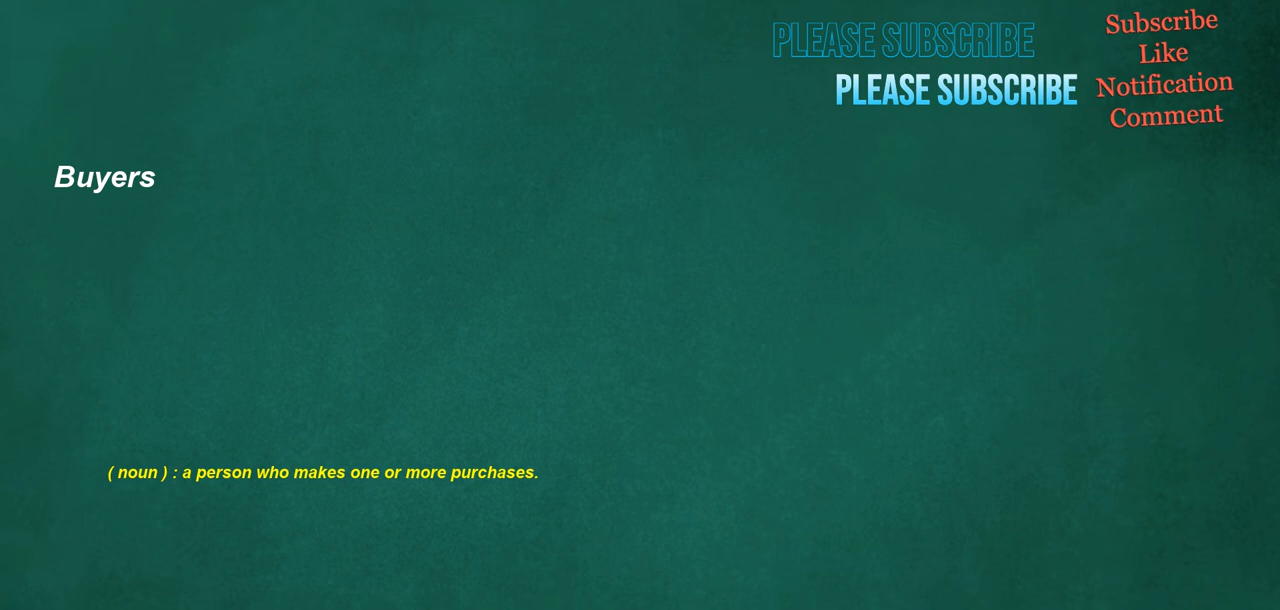 PLEASE SUBSCRIBE
PLEASE SUBSCRIBE
Subscribe
Like
Notification
Comment
Buyers
( noun ) : a person who makes one or more purchases.